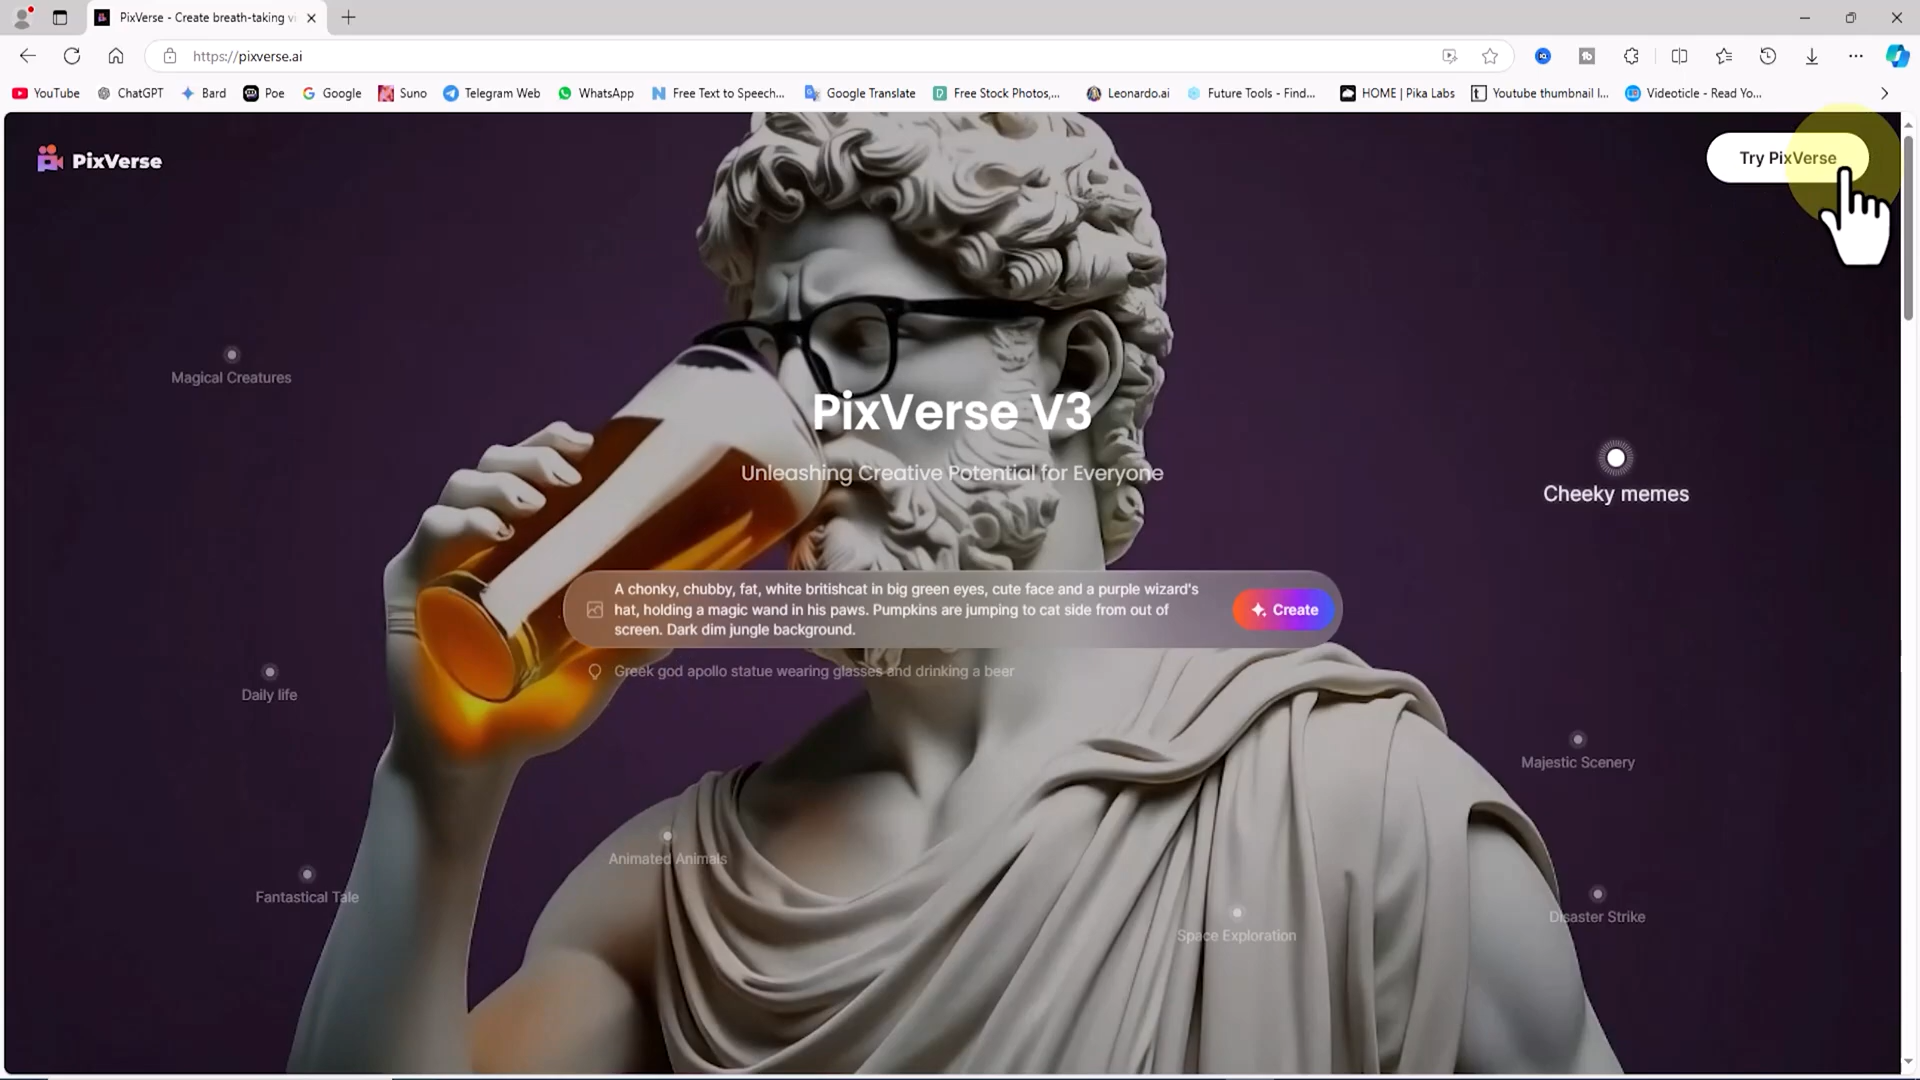 PixVerse - Create breath-taking vi
https://pixverse.ai
YouTube
ChatGPT
Bard
Poe
Google
Suno
Telegram Web
WhatsApp
Free Text to Speech...
Google Translate
Free Stock Photos,...
Leonardo.ai
Future Tools - Find...
HOME | Pika Labs
Youtube thumbnail l...
Videoticle - Read Yo...
PixVerse
Try PixVerse
Magical Creatures
PixVerse V3
Unleashing Creative Potential for Everyone
Cheeky memes
A chonky, chubby, fat, white britishcat in big green eyes, cute face and a purple wizard's
hat, holding a magic wand in his paws. Pumpkins are jumping to cat side from out of
screen. Dark dim jungle background.
Create
Greek god apollo statue wearing glasses and drinking a beer
Daily life
Majestic Scenery
Animated Animals
Fantastical Tale
Disaster Strike
Space Exploration